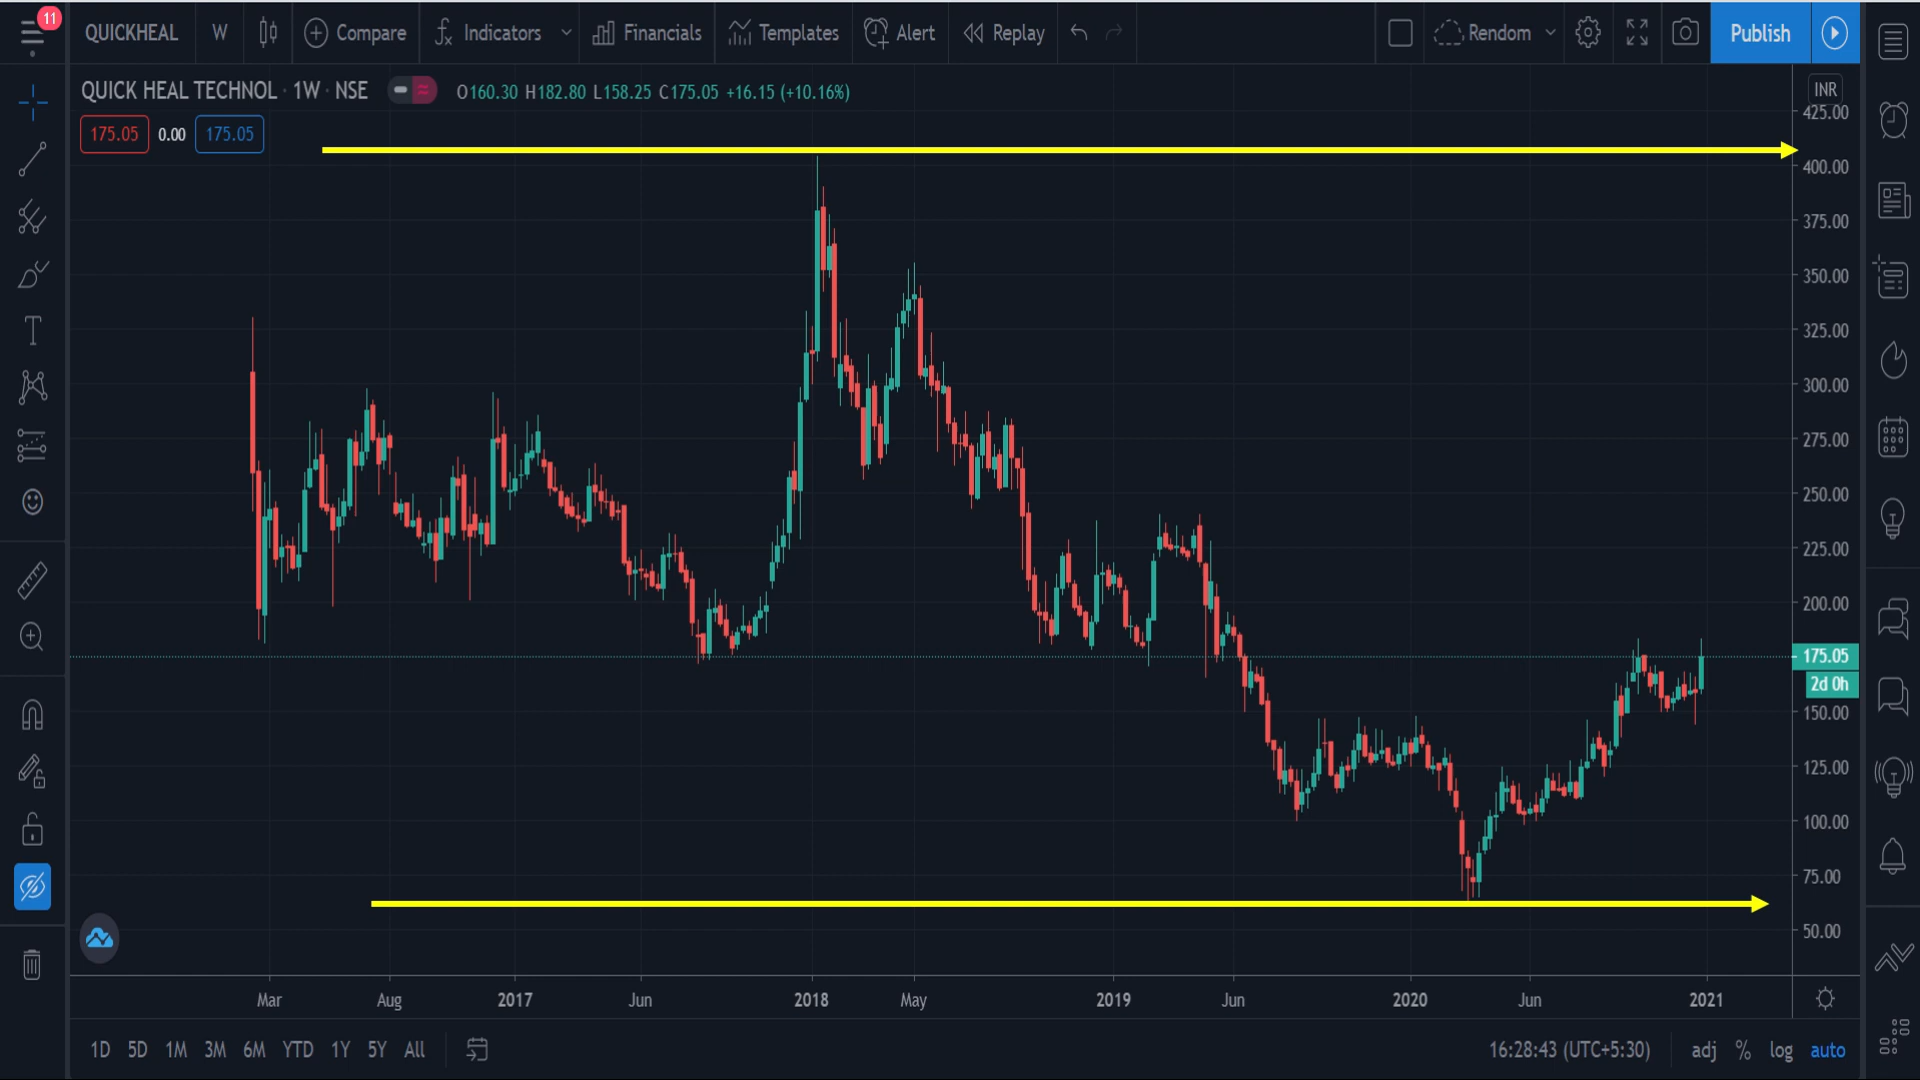 11
QUICKHEAL W Compare Indicators Financials Templates Alert Replay Rendom Publish
QUICK HEAL TECHNOL · 1W · NSE O160.30 H182.80 L158.25 C175.05 +16.15 (+10.16%)
175.05 0.00 175.05
INR
425.00
400.00
375.00
350.00
325.00
300.00
275.00
250.00
225.00
200.00
175.05
2d 0h
150.00
125.00
100.00
75.00
50.00
Mar Aug 2017 Jun 2018 May 2019 Jun 2020 Jun 2021
1D 5D 1M 3M 6M YTD 1Y 5Y All 16:28:43 (UTC+5:30) adj % log auto